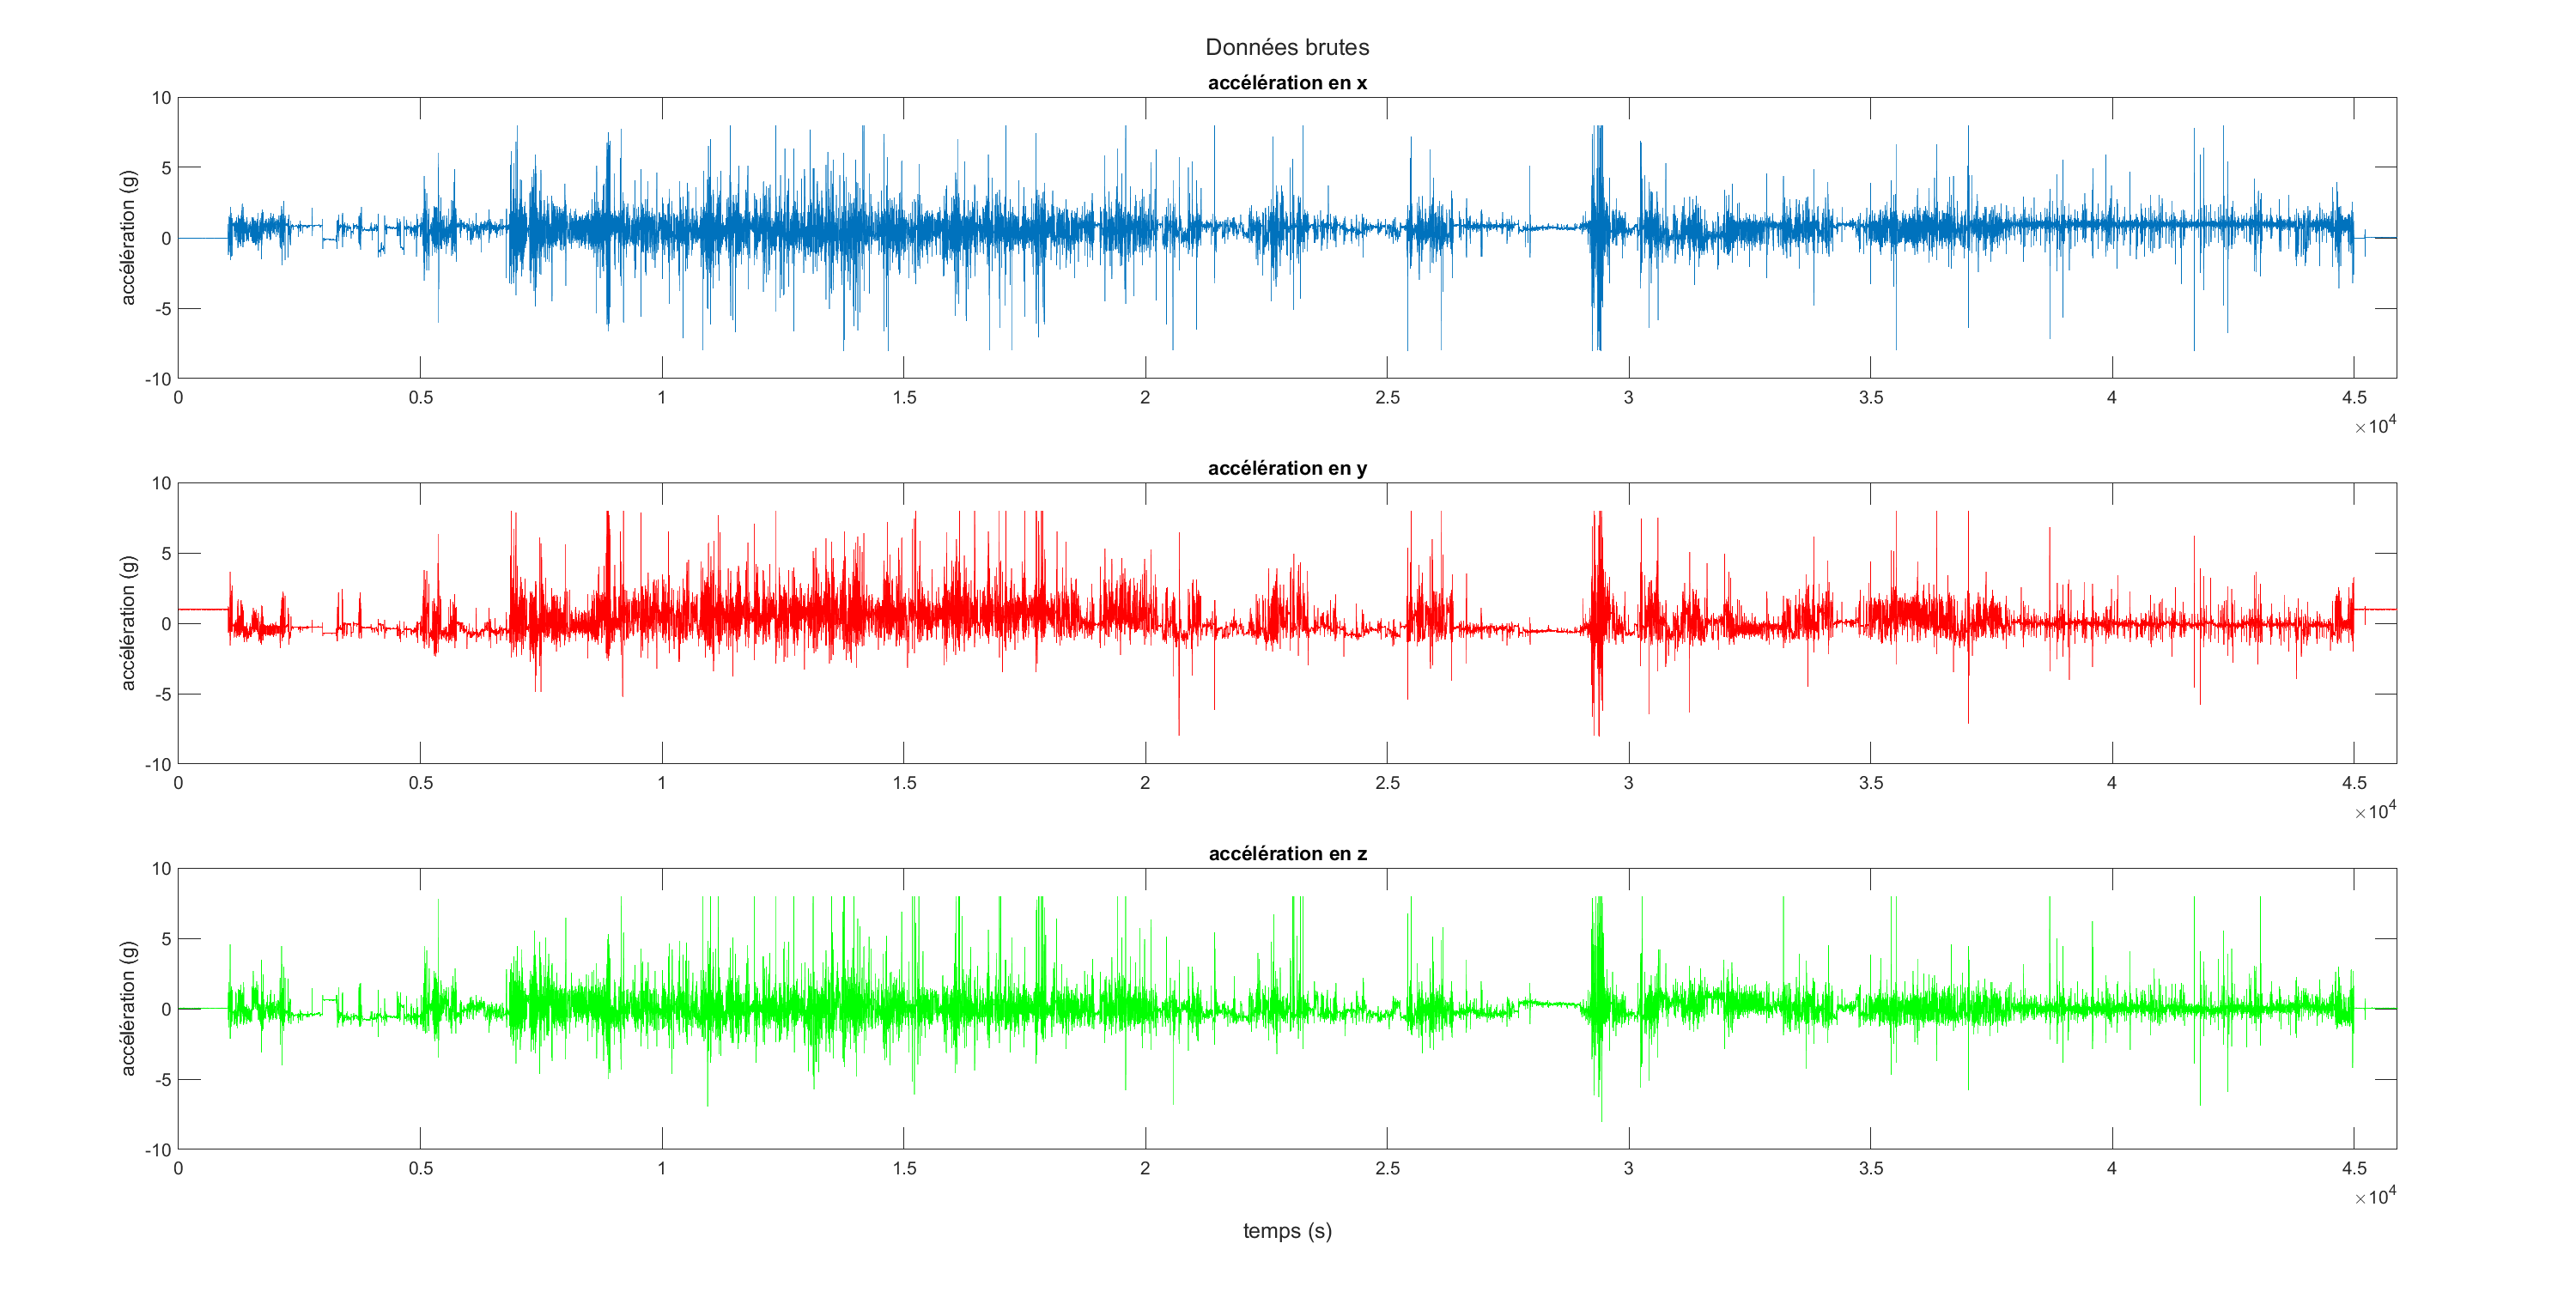 Données brutes
accélération en x
accélération (g)
10
5
0
-5
-10
0 0.5 1 1.5 2 2.5 3 3.5 4 4.5
×10⁴
accélération en y
accélération (g)
10
5
0
-5
-10
0 0.5 1 1.5 2 2.5 3 3.5 4 4.5
×10⁴
accélération en z
accélération (g)
10
5
0
-5
-10
0 0.5 1 1.5 2 2.5 3 3.5 4 4.5
×10⁴
temps (s)